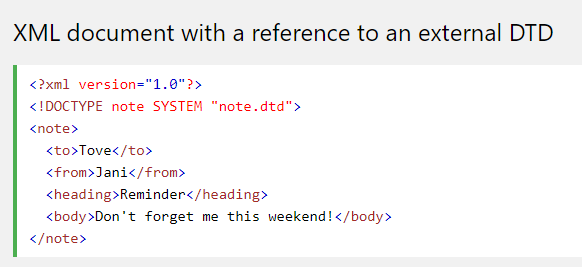 XML document with a reference to an external DTD
<?xml version="1.0"?>
<!DOCTYPE note SYSTEM "note.dtd">
<note>
  <to>Tove</to>
  <from>Jani</from>
  <heading>Reminder</heading>
  <body>Don't forget me this weekend!</body>
</note>